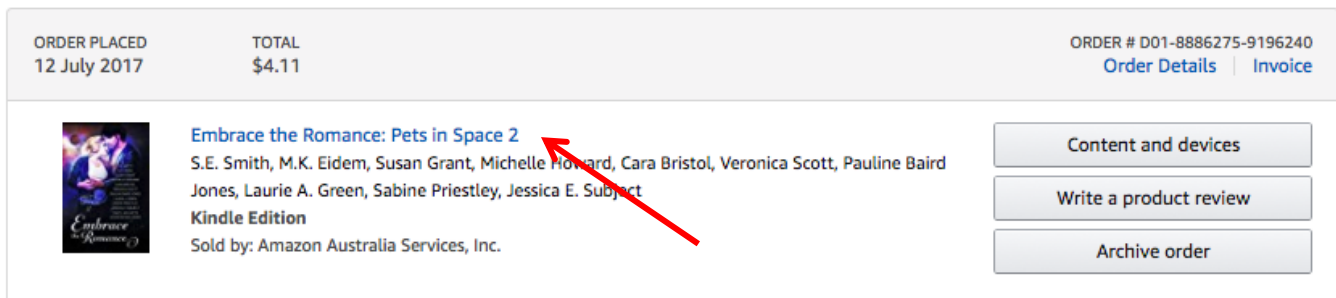 ORDER PLACED
TOTAL
ORDER # D01-8886275-9196240
12 July 2017
$4.11
Order Details
Invoice
Embrace the Romance: Pets in Space 2
S.E. Smith, M.K. Eidem, Susan Grant, Michelle Howard, Cara Bristol, Veronica Scott, Pauline Baird
Jones, Laurie A. Green, Sabine Priestley, Jessica E. Subject
Kindle Edition
Sold by: Amazon Australia Services, Inc.
Embrace
the Romance
Content and devices
Write a product review
Archive order